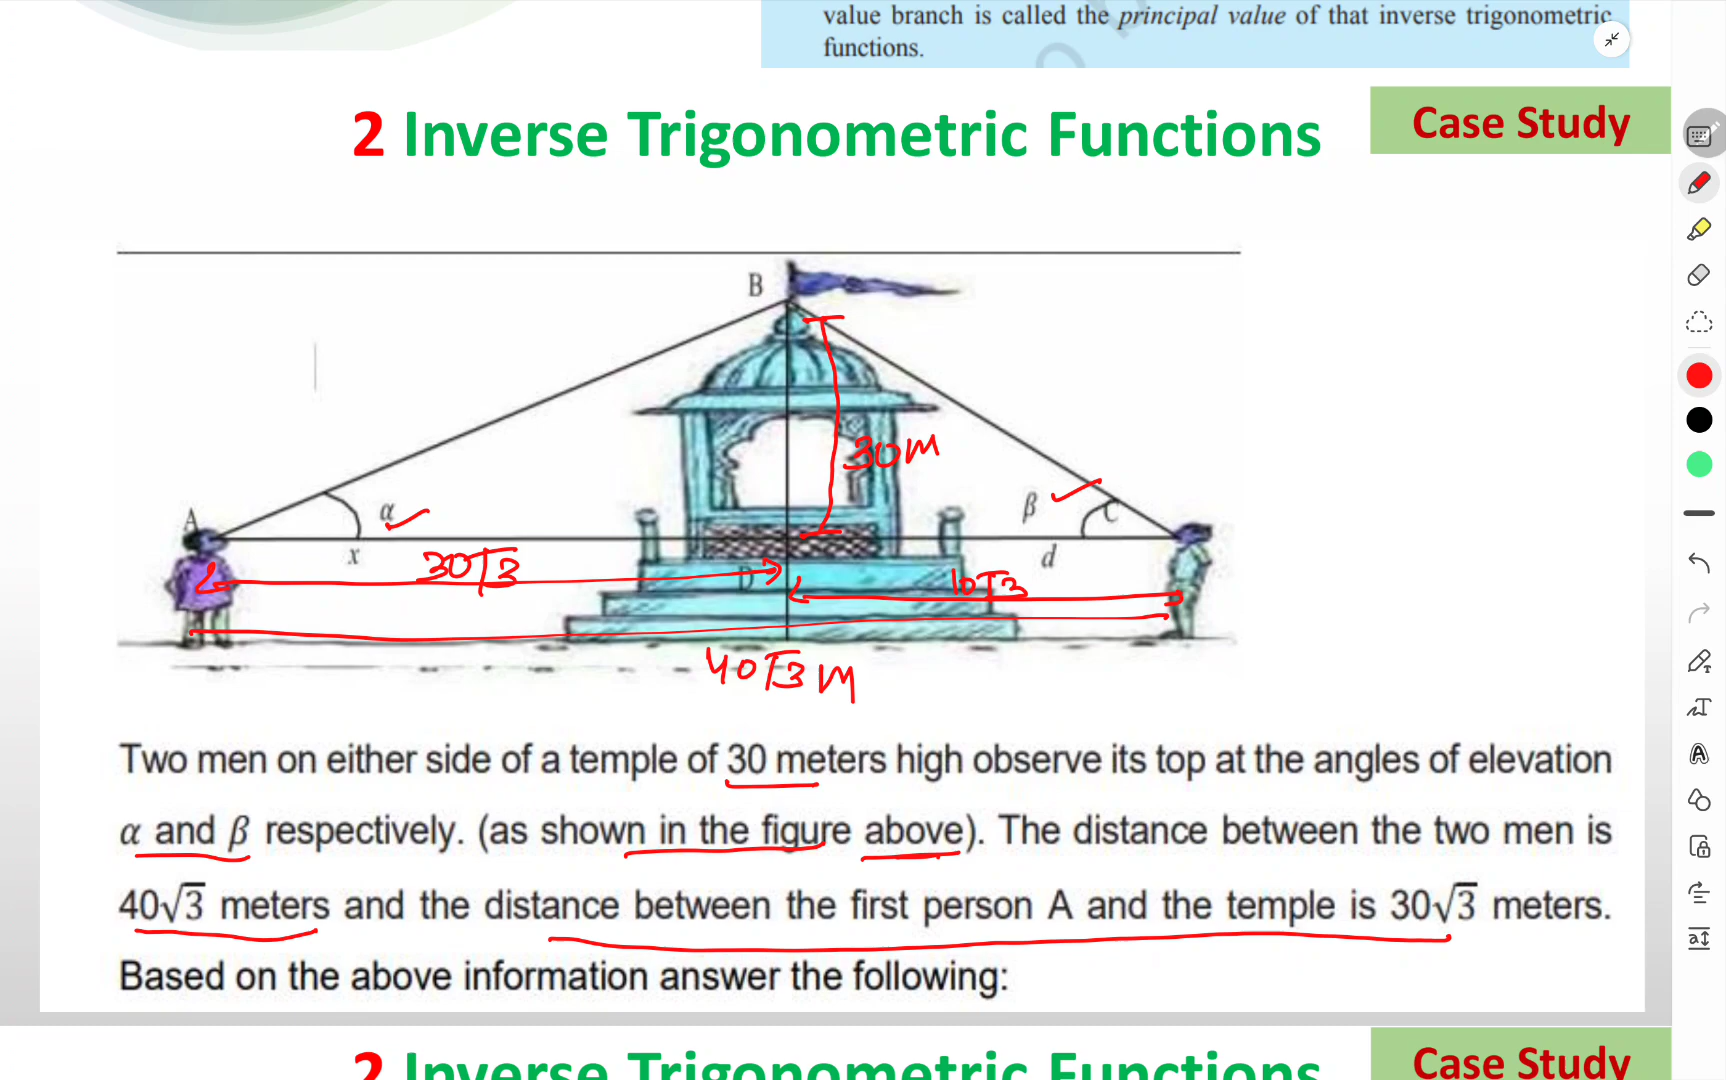 value branch is called the principal value of that inverse trigonometric
functions.
2 Inverse Trigonometric Functions
Case Study
B
30M
A
α
β
C
x
d
30√3
D
10√3
40√3 M
Two men on either side of a temple of 30 meters high observe its top at the angles of elevation
α and β respectively. (as shown in the figure above). The distance between the two men is
40√3 meters and the distance between the first person A and the temple is 30√3 meters.
Based on the above information answer the following:
2 Inverse Trigonometric Functions
Case Study